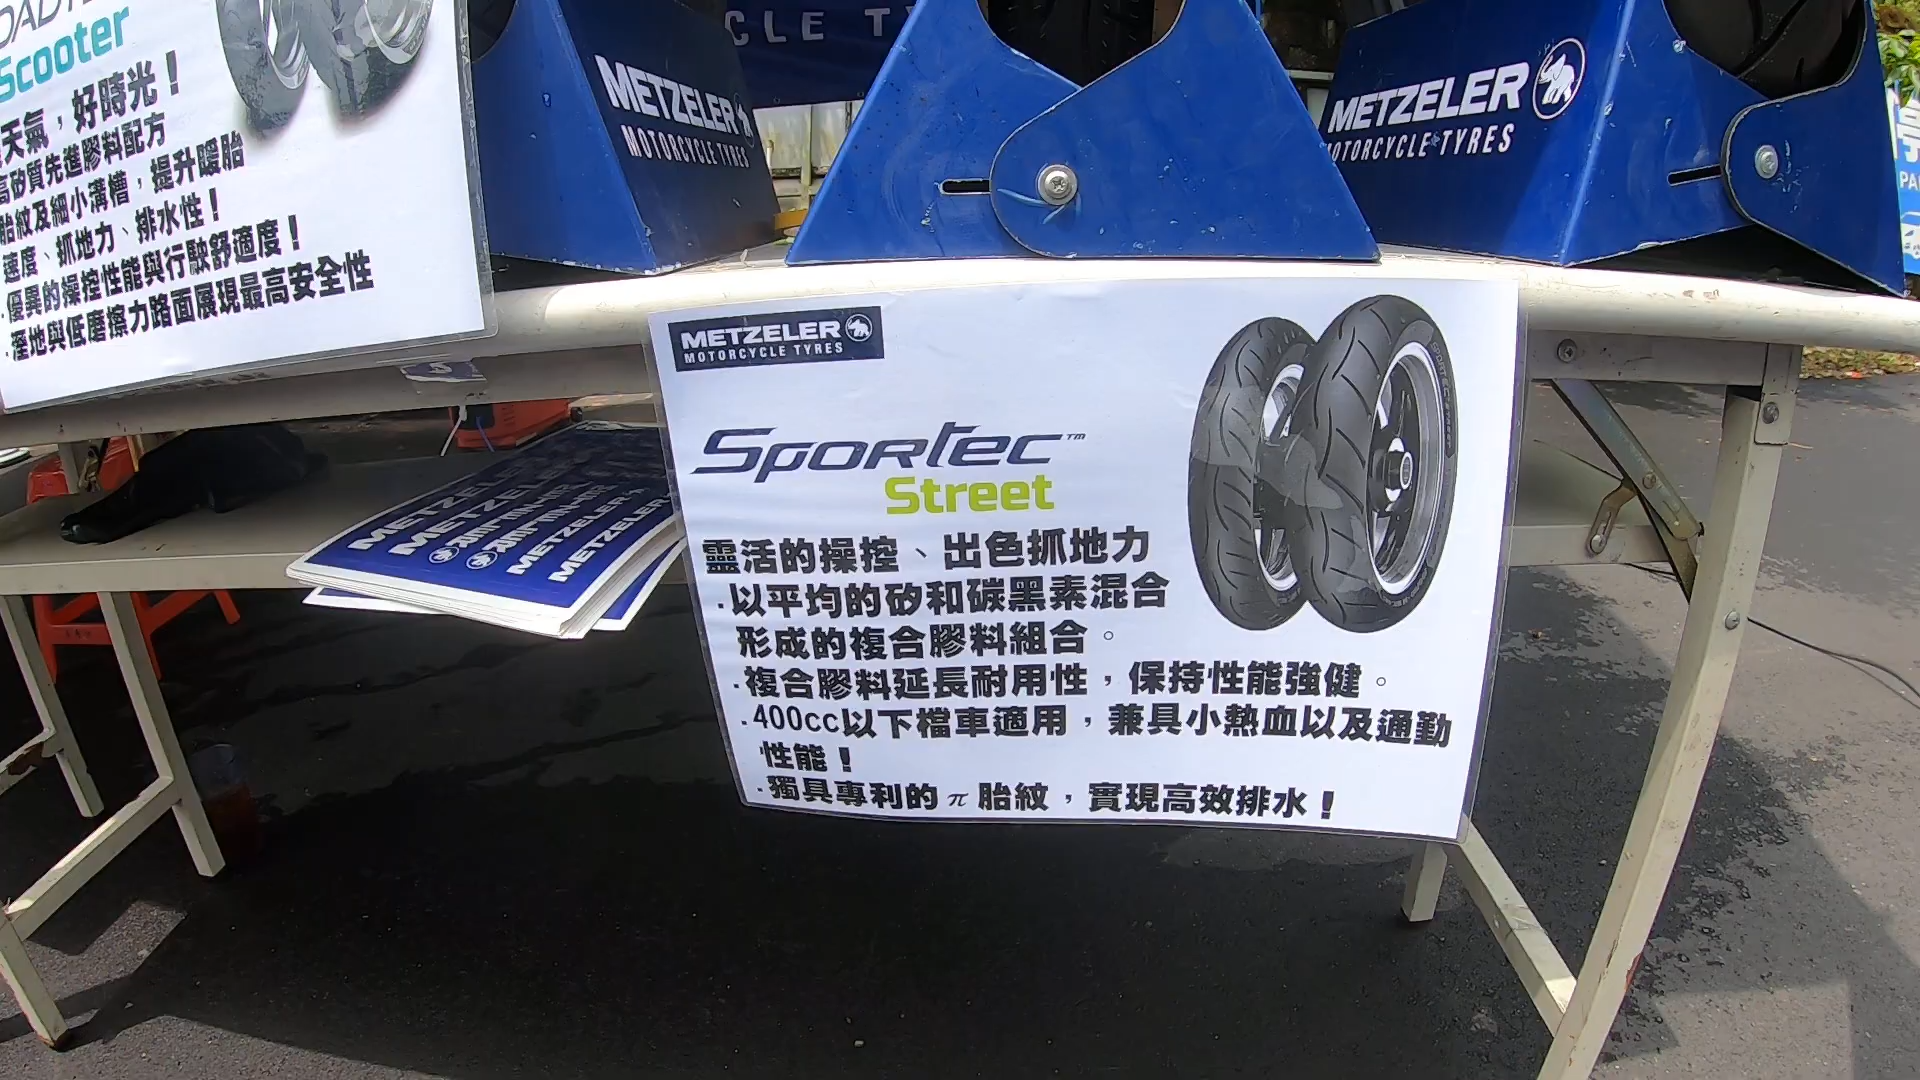 Scooter
天氣，好時光！
高矽質先進膠料配方
胎紋及細小溝槽，提升暖胎
速度、抓地力、排水性！
·優異的操控性能與行駛舒適度！
·溼地與低磨擦力路面展現最高安全性
METZELER
MOTORCYCLE TYRES
CLE T
METZELER
MOTORCYCLE TYRES
METZELER
MOTORCYCLE TYRES
Sportec™
Street
靈活的操控、出色抓地力
·以平均的矽和碳黑素混合
形成的複合膠料組合。
·複合膠料延長耐用性，保持性能強健。
·400cc以下檔車適用，兼具小熱血以及通勤
性能！
·獨具專利的π胎紋，實現高效排水！
METZELER
METZELER
METZELER
METZELER